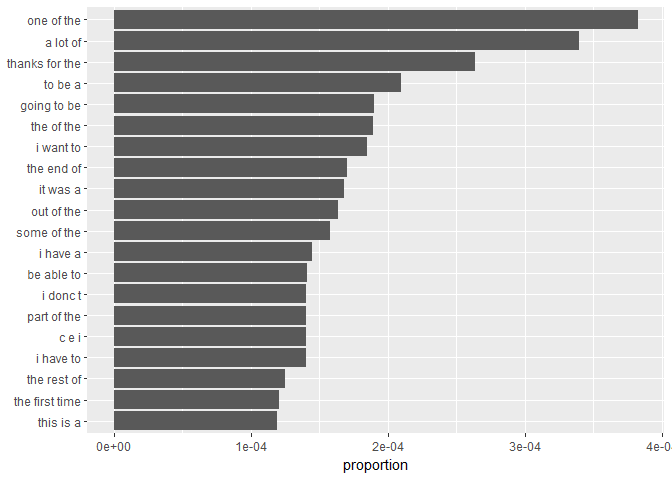 one of the
a lot of
thanks for the
to be a
going to be
the of the
i want to
the end of
it was a
out of the
some of the
i have a
be able to
i donc t
part of the
c e i
i have to
the rest of
the first time
this is a
0e+00 1e-04 2e-04 3e-04 4e-0
proportion